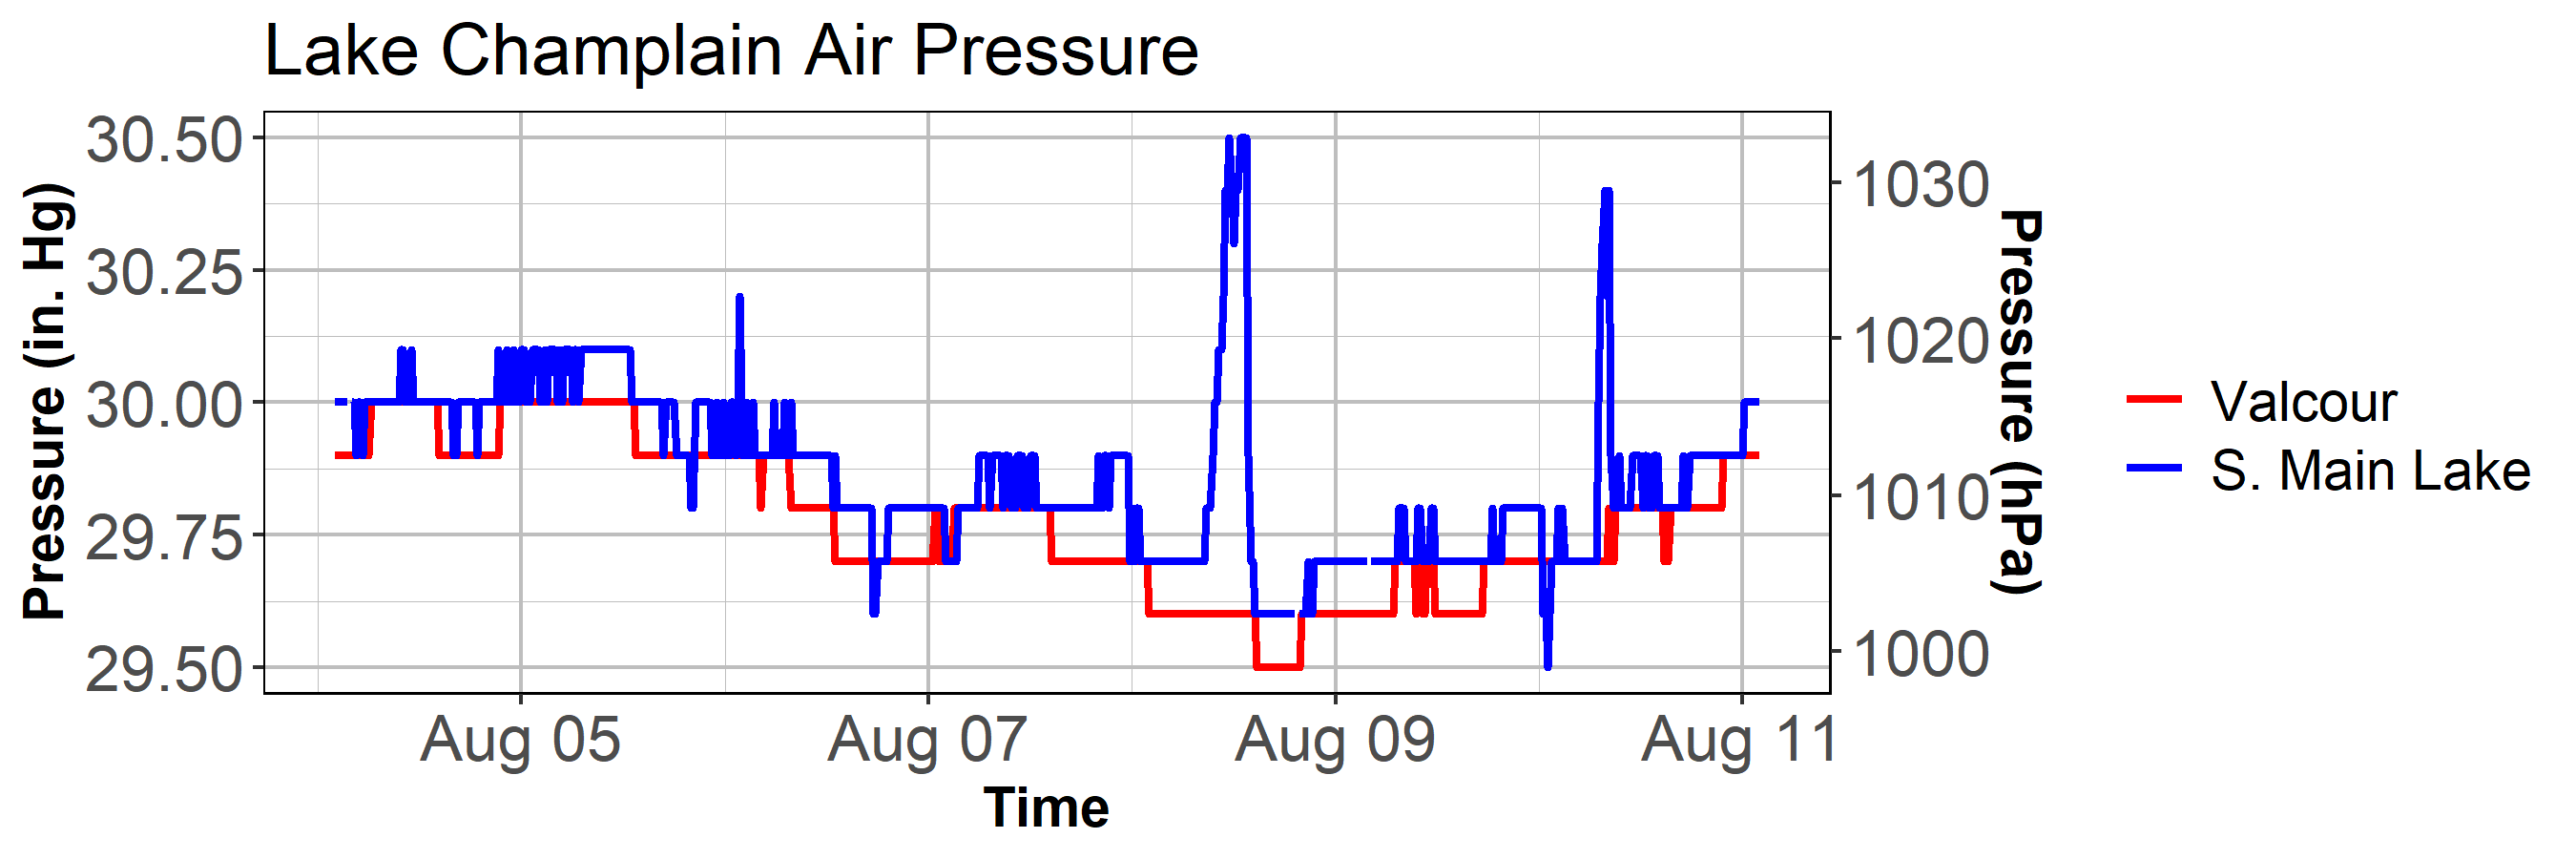 Lake Champlain Air Pressure
Pressure (in. Hg)
30.50
30.25
30.00
29.75
29.50
1030
1020
1010
1000
Pressure (hPa)
Aug 05
Aug 07
Aug 09
Aug 11
Time
Valcour
S. Main Lake